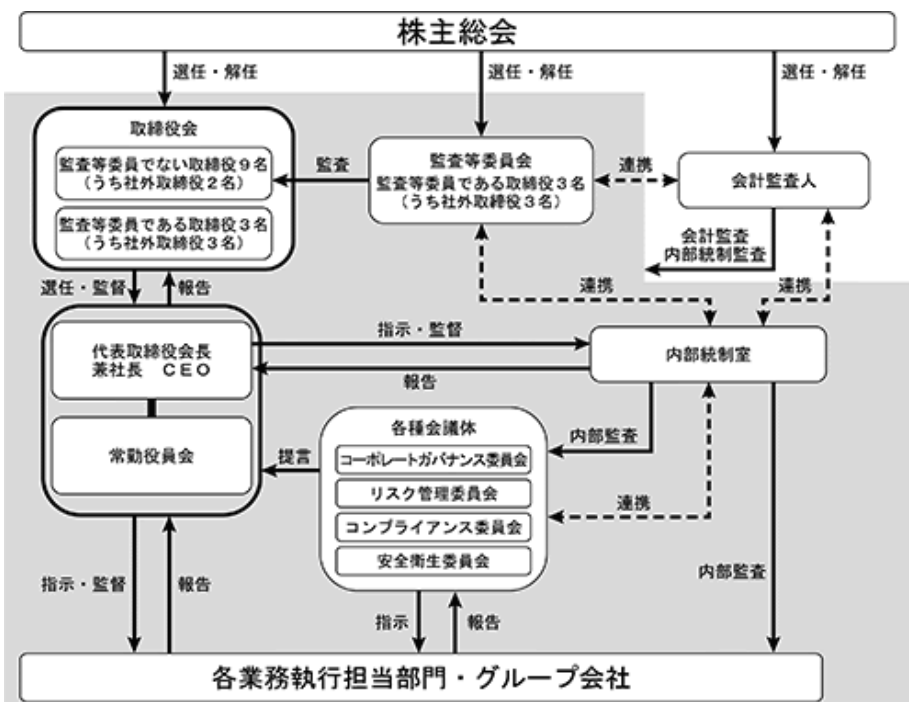 株主総会
選任・解任
選任・解任
選任・解任
取締役会
監査等委員でない取締役9名
(うち社外取締役2名)
監査等委員である取締役3名
(うち社外取締役3名)
監査
監査等委員会
監査等委員である取締役3名
(うち社外取締役3名)
連携
会計監査人
会計監査
内部統制監査
選任・監督
報告
連携
連携
代表取締役会長
兼社長 CEO
常勤役員会
指示・監督
報告
内部統制室
各種会議体
コーポレートガバナンス委員会
リスク管理委員会
コンプライアンス委員会
安全衛生委員会
提言
内部監査
連携
内部監査
指示・監督
報告
指示
報告
各業務執行担当部門・グループ会社